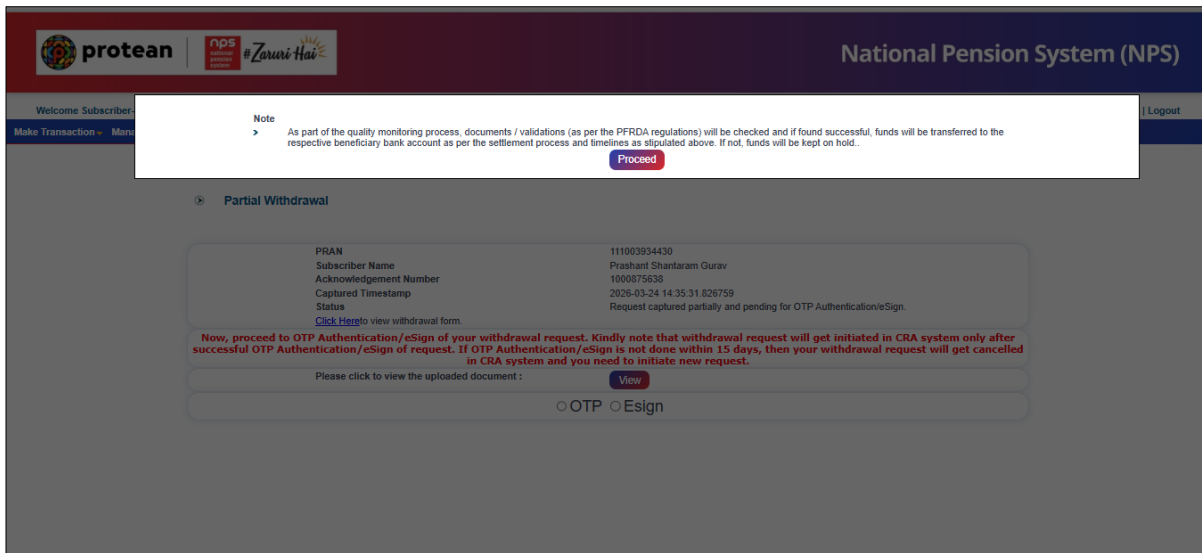 protean
nps
national
pension
system
#Zaruri Hai
National Pension System (NPS)
Welcome Subscriber-
| Logout
Make Transaction
Mana
Note
As part of the quality monitoring process, documents / validations (as per the PFRDA regulations) will be checked and if found successful, funds will be transferred to the
respective beneficiary bank account as per the settlement process and timelines as stipulated above. If not, funds will be kept on hold..
Proceed
Partial Withdrawal
PRAN 111003934430
Subscriber Name Prashant Shantaram Gurav
Acknowledgement Number 1000875638
Captured Timestamp 2026-03-24 14:35:31.826759
Status Request captured partially and pending for OTP Authentication/eSign.
Click Hereto view withdrawal form.
Now, proceed to OTP Authentication/eSign of your withdrawal request. Kindly note that withdrawal request will get initiated in CRA system only after
successful OTP Authentication/eSign of request. If OTP Authentication/eSign is not done within 15 days, then your withdrawal request will get cancelled
in CRA system and you need to initiate new request.
Please click to view the uploaded document : View
OTP Esign